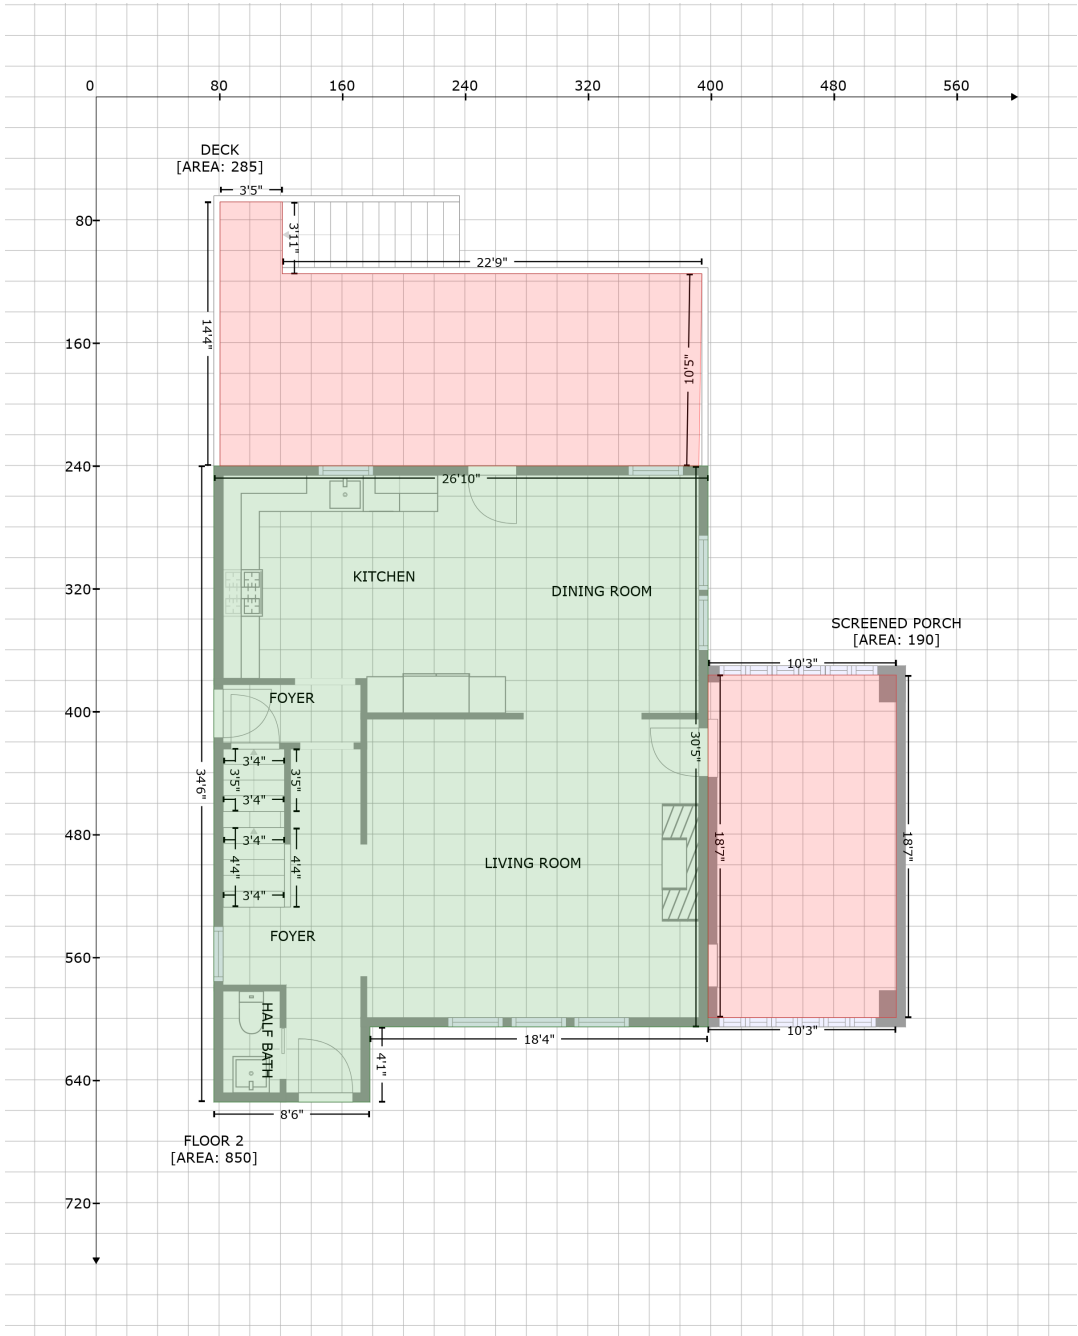 0 80 160 240 320 400 480 560
DECK
[AREA: 285]
3'5"
80
3'11"
22'9"
14'4"
160
10'5"
240
26'10"
KITCHEN
DINING ROOM
320
SCREENED PORCH
[AREA: 190]
10'3"
FOYER
400
30'5"
3'4"
3'5"
3'5"
34'6"
3'4"
480
3'4"
18'7"
18'7"
4'4"
4'4"
LIVING ROOM
3'4"
FOYER
560
HALF BATH
10'3"
18'4"
4'1"
640
8'6"
FLOOR 2
[AREA: 850]
720